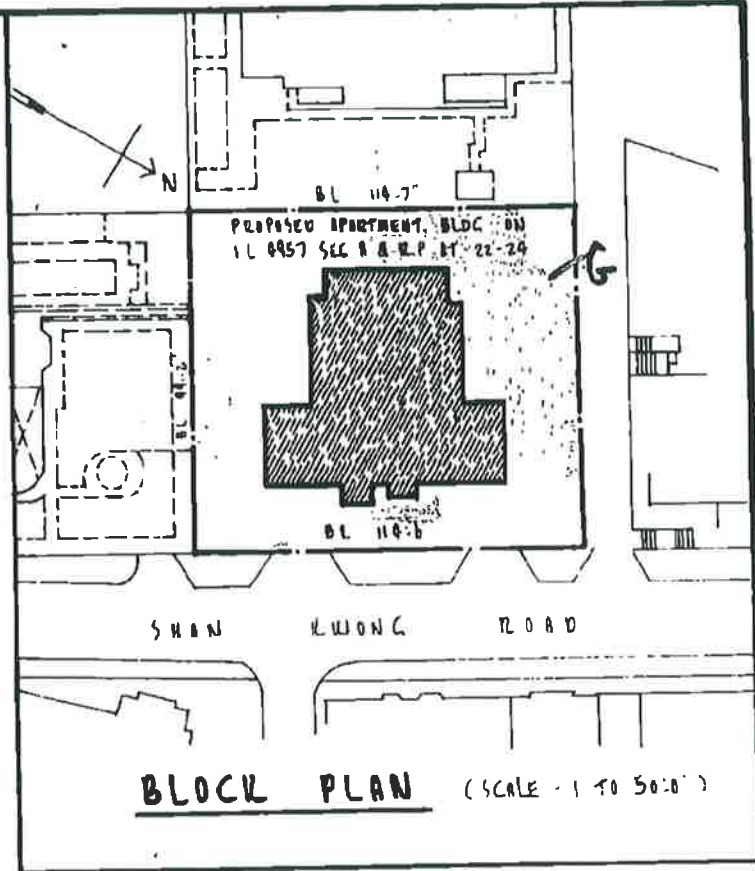 N
BL 114-7"
PROPOSED APARTMENT. BLDG ON
I L 8957 SEC A & R.P. AT 22-24
G
BL
BL 114-6
SHAN KWONG ROAD
BLOCK PLAN (SCALE - 1 TO 50:0")